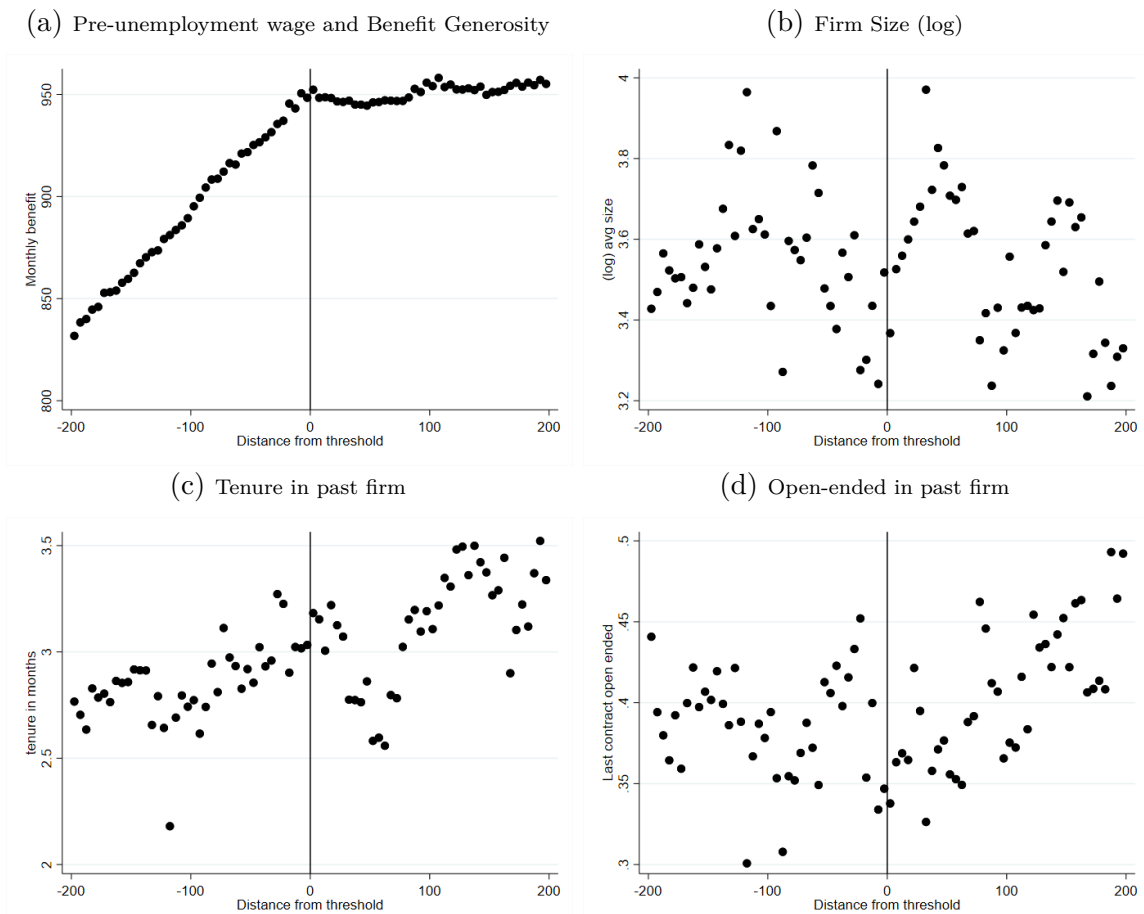 (a) Pre-unemployment wage and Benefit Generosity
Monthly benefit
950
900
850
800
-200 -100 0 100 200
Distance from threshold
(b) Firm Size (log)
(log) avg size
4
3.8
3.6
3.4
3.2
-200 -100 0 100 200
Distance from threshold
(c) Tenure in past firm
tenure in months
3.5
3
2.5
2
-200 -100 0 100 200
Distance from threshold
(d) Open-ended in past firm
Last contract open ended
.5
.45
.4
.35
.3
-200 -100 0 100 200
Distance from threshold